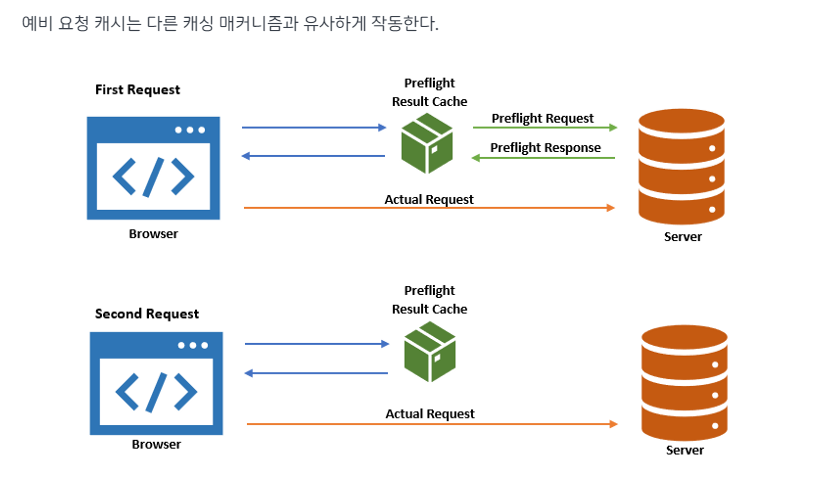 예비 요청 캐시는 다른 캐싱 매커니즘과 유사하게 작동한다.
First Request
Preflight
Result Cache
Preflight Request
Preflight Response
Actual Request
Browser
Server
Second Request
Preflight
Result Cache
Actual Request
Browser
Server